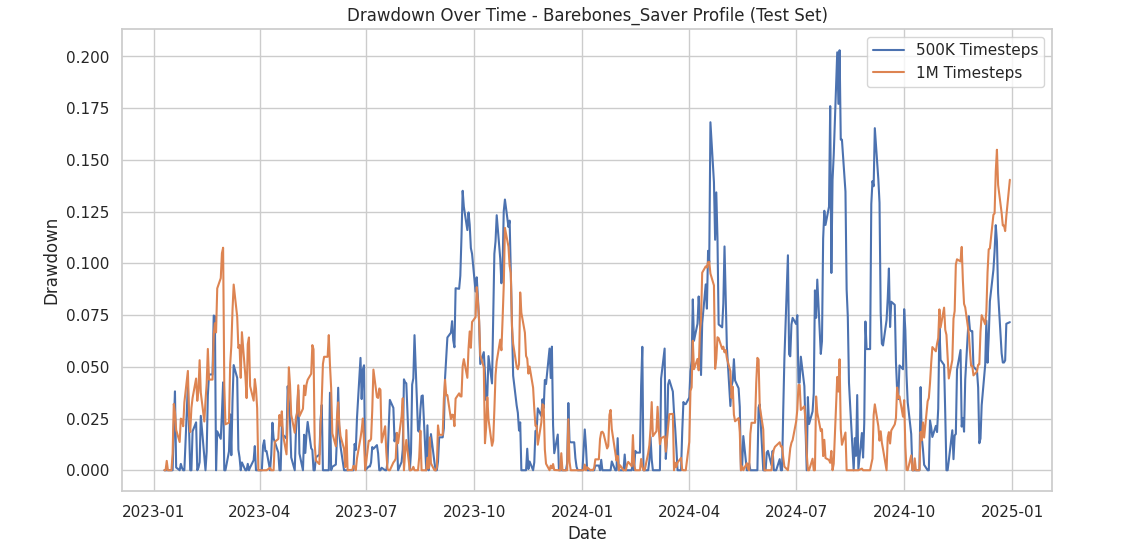 Drawdown Over Time - Barebones_Saver Profile (Test Set)
500K Timesteps
1M Timesteps
Drawdown
0.200
0.175
0.150
0.125
0.100
0.075
0.050
0.025
0.000
2023-01 2023-04 2023-07 2023-10 2024-01 2024-04 2024-07 2024-10 2025-01
Date